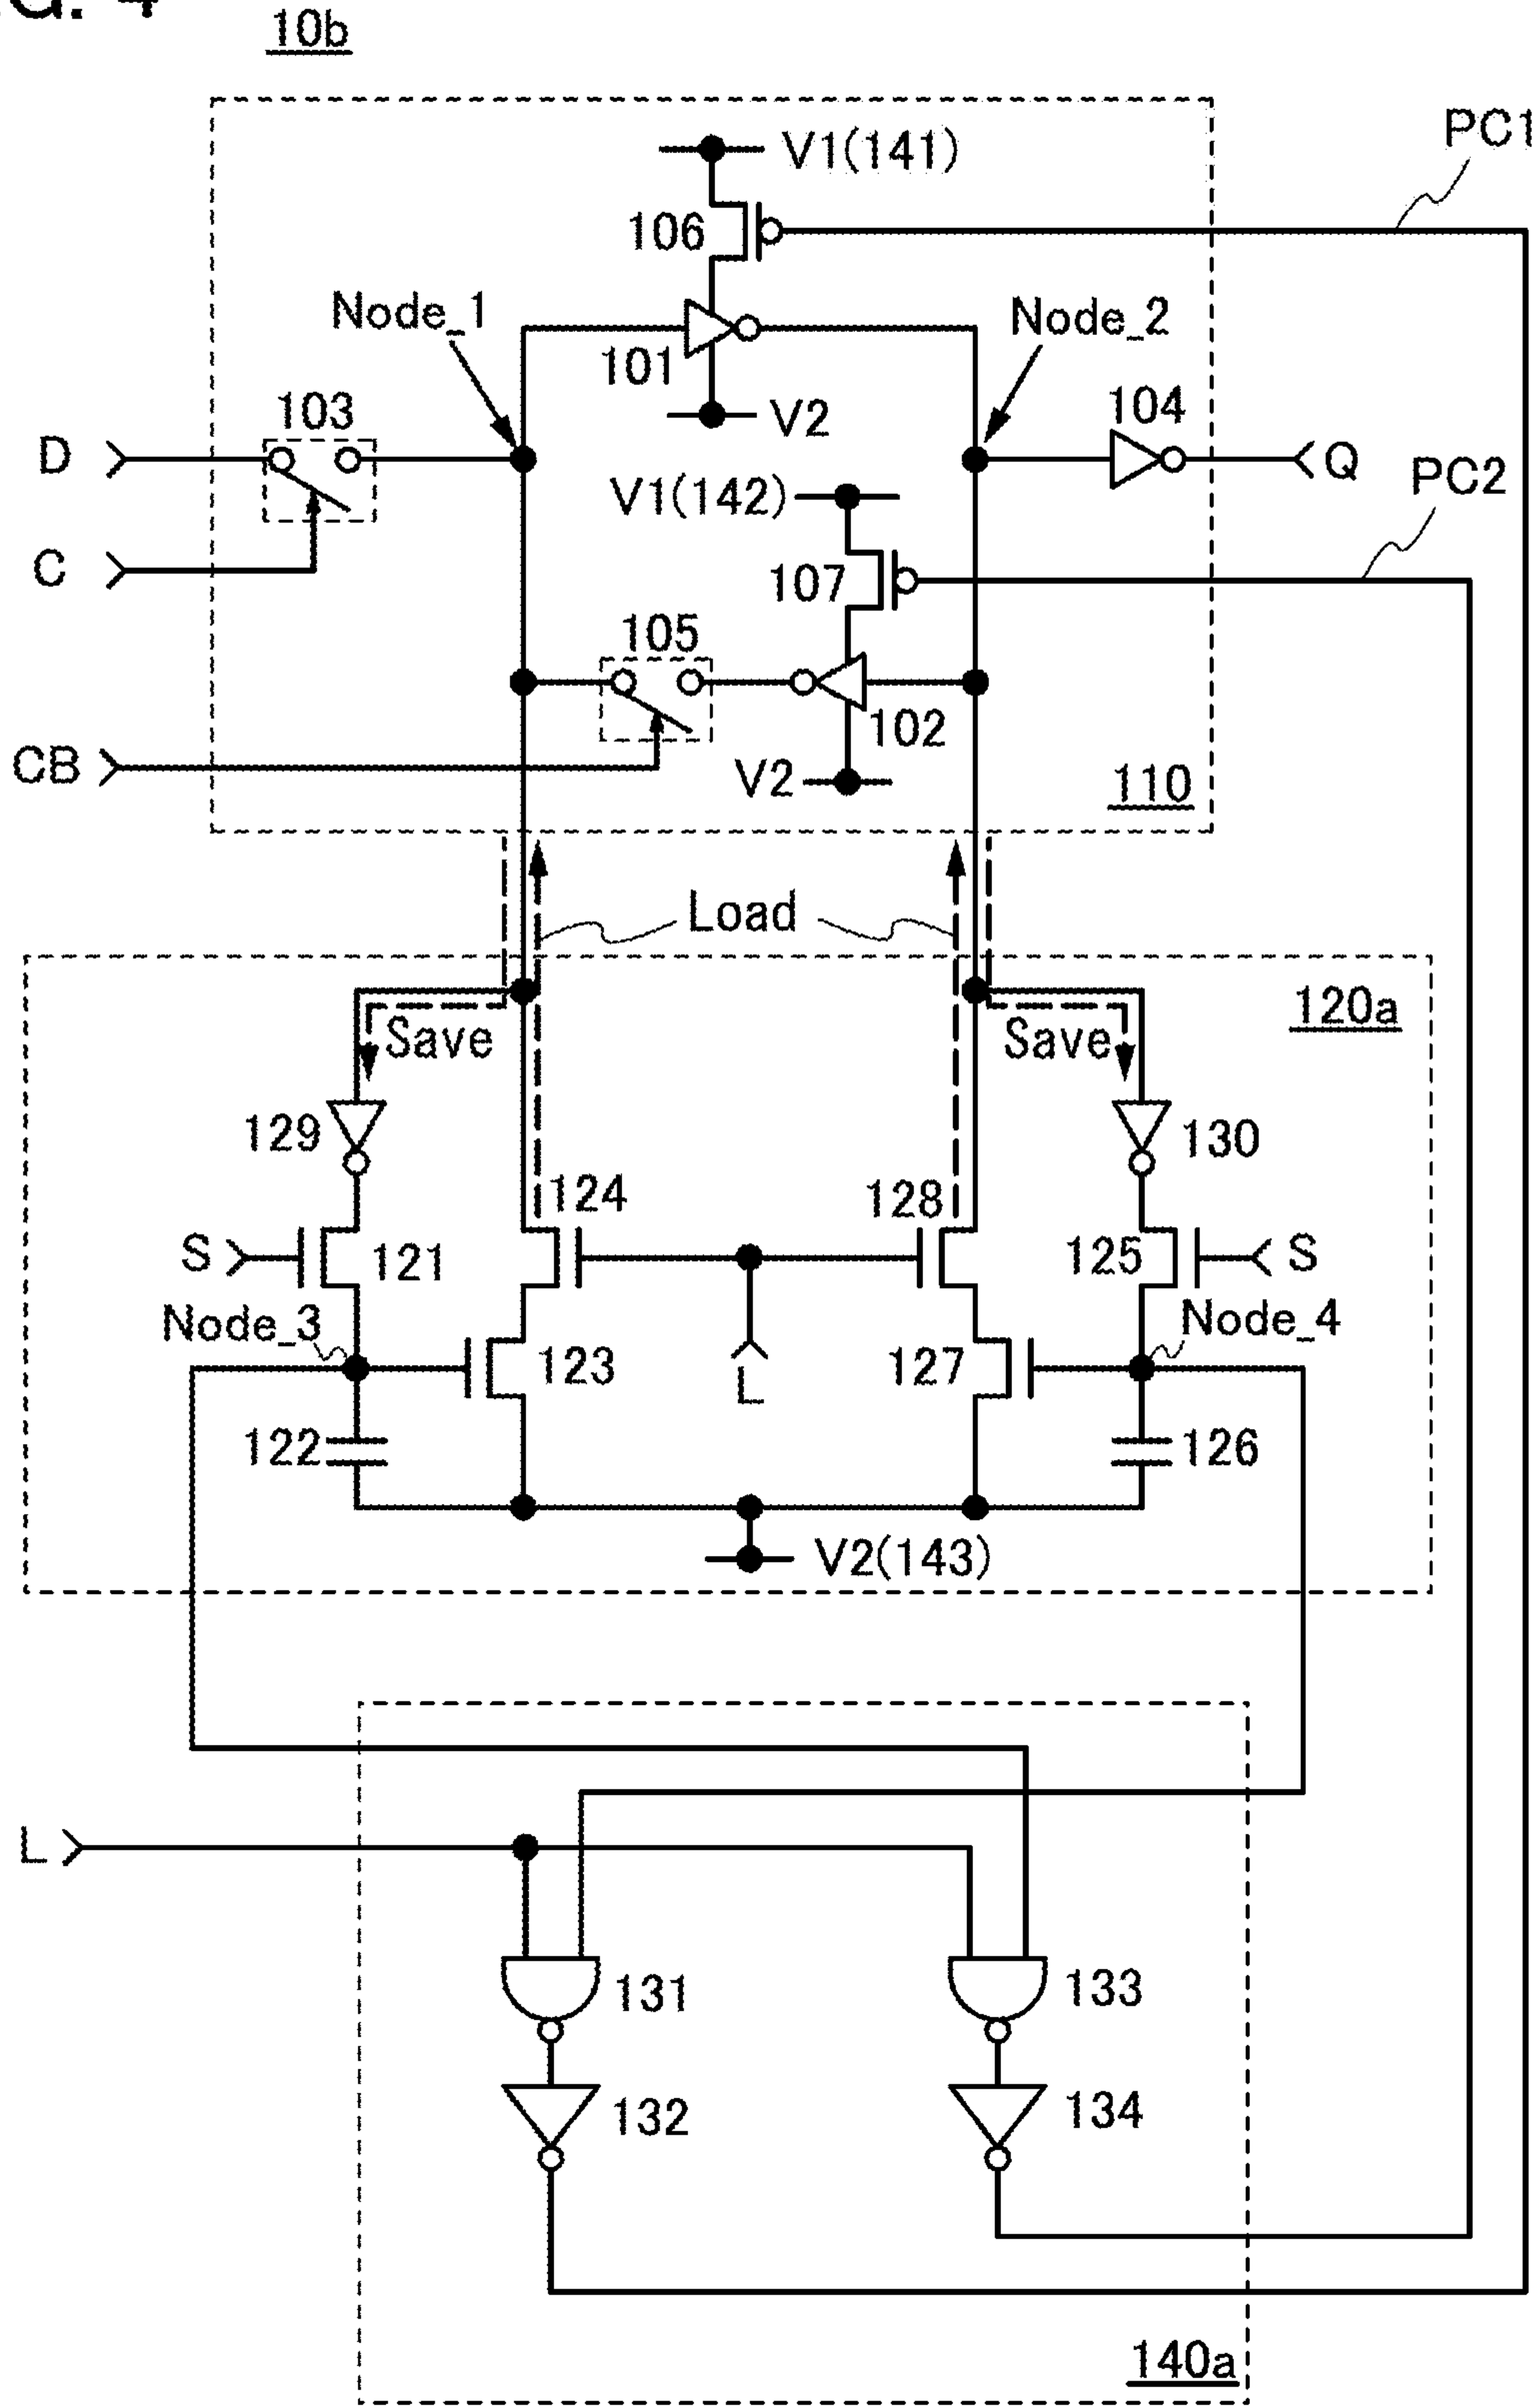 10b
PC1
V1(141)
106
Node_1
Node_2
101
103
V2
104
D
Q
V1(142)
PC2
C
107
105
102
CB
V2
110
Load
120a
Save
Save
129
130
124
128
S
121
125
S
Node_3
Node_4
123
127
L
122
126
V2(143)
L
131
133
132
134
140a